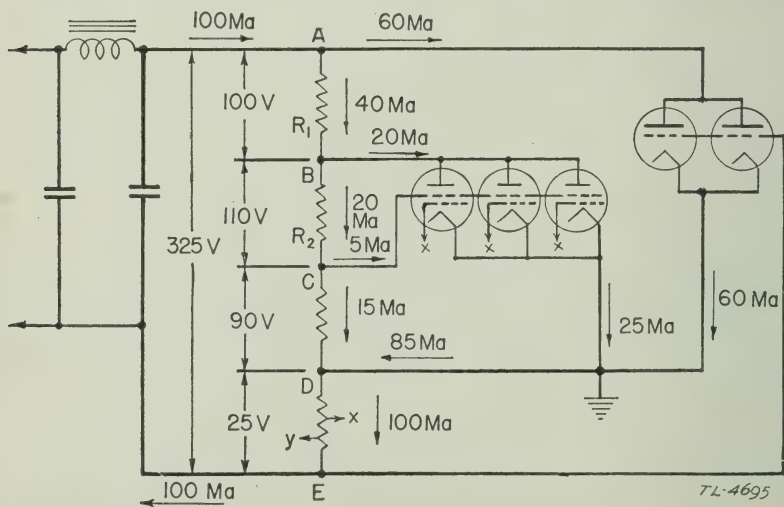 100Ma
A
60Ma
100V
R1
40Ma
20Ma
B
110V
R2
20
Ma
5Ma
325V
C
90V
15Ma
85Ma
25Ma
60Ma
D
25V
x
y
100Ma
x
x
x
E
100 Ma
TL-4695